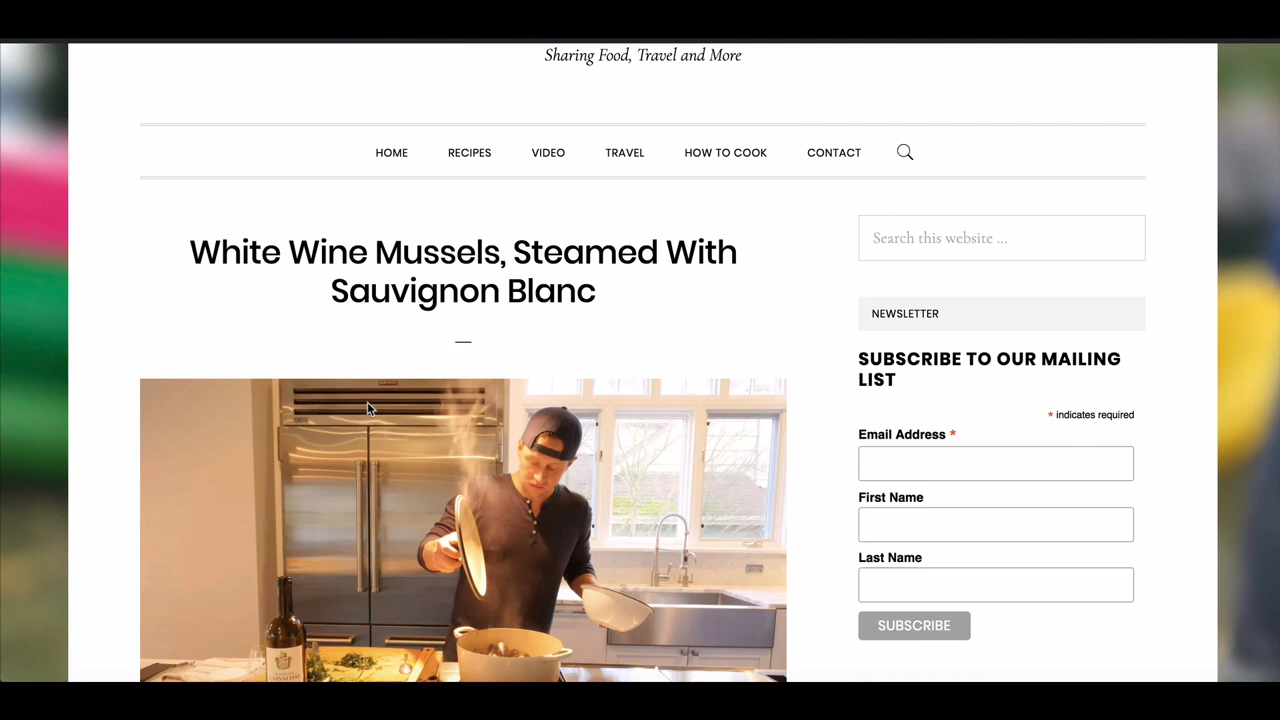 Sharing Food, Travel and More
HOME RECIPES VIDEO TRAVEL HOW TO COOK CONTACT
White Wine Mussels, Steamed With
Sauvignon Blanc
Search this website ...
NEWSLETTER
SUBSCRIBE TO OUR MAILING
LIST
* indicates required
Email Address *
First Name
Last Name
SUBSCRIBE